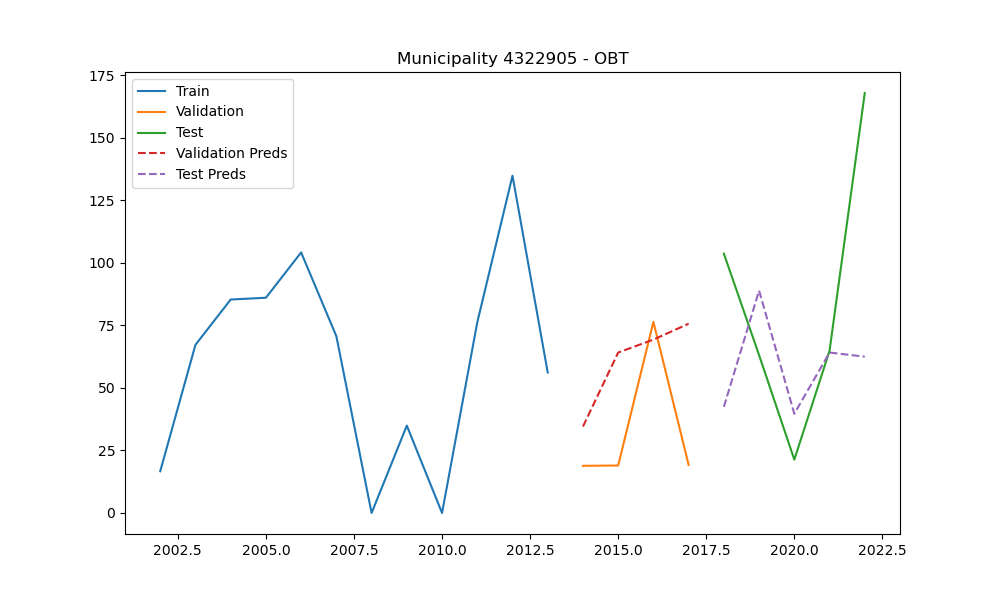 Municipality 4322905 - OBT
175
150
125
100
75
50
25
0
Train
Validation
Test
Validation Preds
Test Preds
2002.5 2005.0 2007.5 2010.0 2012.5 2015.0 2017.5 2020.0 2022.5